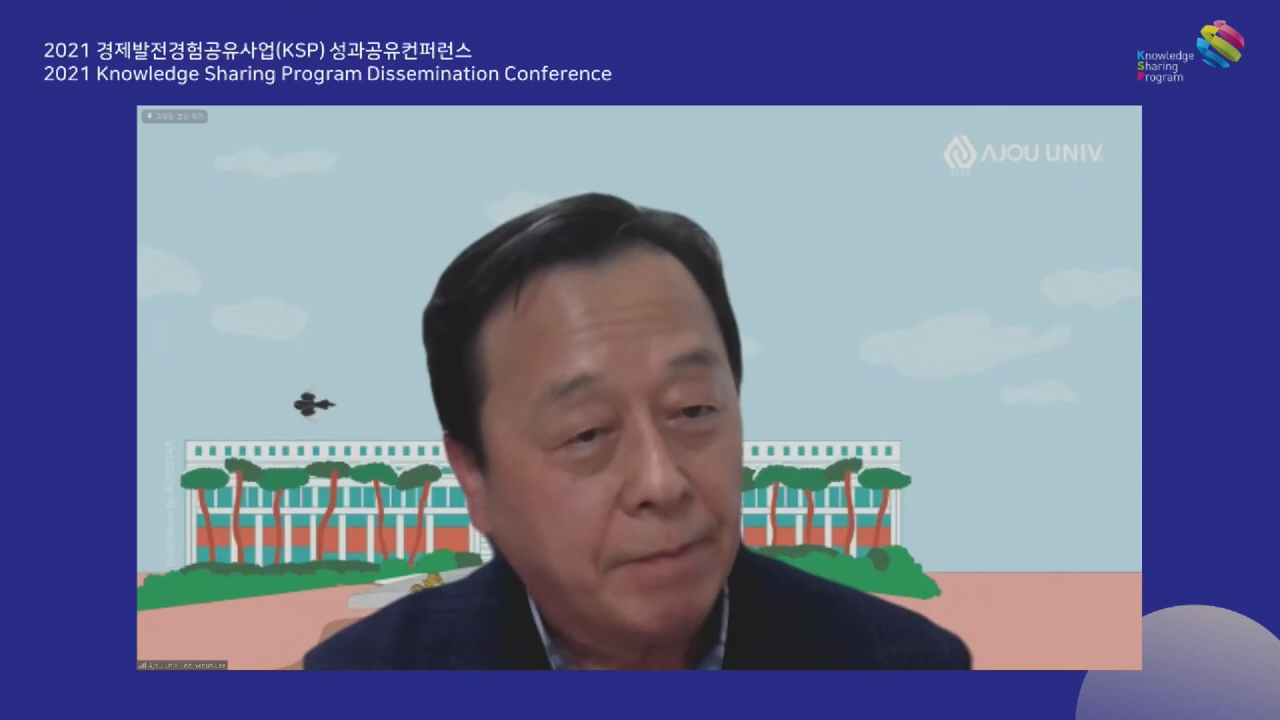 2021 경제발전경험공유사업(KSP) 성과공유컨퍼런스
2021 Knowledge Sharing Program Dissemination Conference
Knowledge
Sharing
Program
AJOU UNIV.